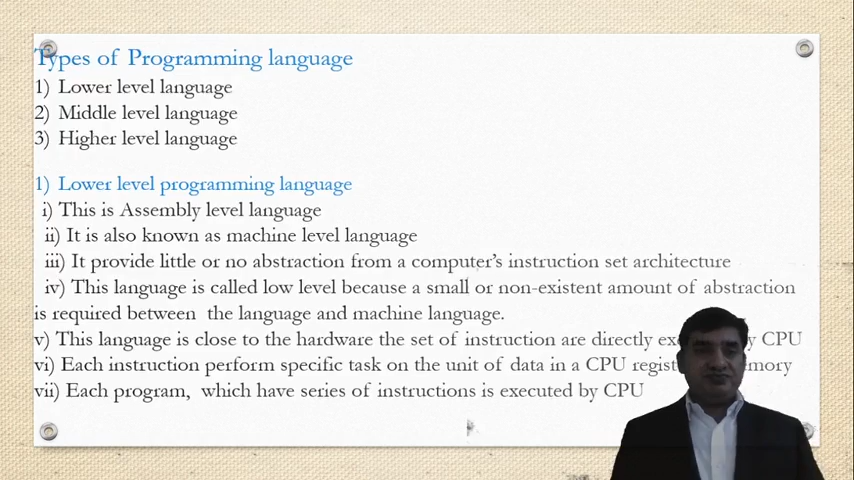 Types of Programming language
1) Lower level language
2) Middle level language
3) Higher level language
1) Lower level programming language
i) This is Assembly level language
ii) It is also known as machine level language
iii) It provide little or no abstraction from a computer's instruction set architecture
iv) This language is called low level because a small or non-existent amount of abstraction
is required between the language and machine language.
v) This language is close to the hardware the set of instruction are directly CPU
vi) Each instruction perform specific task on the unit of data in a CPU
vii) Each program, which have series of instructions is executed by CPU